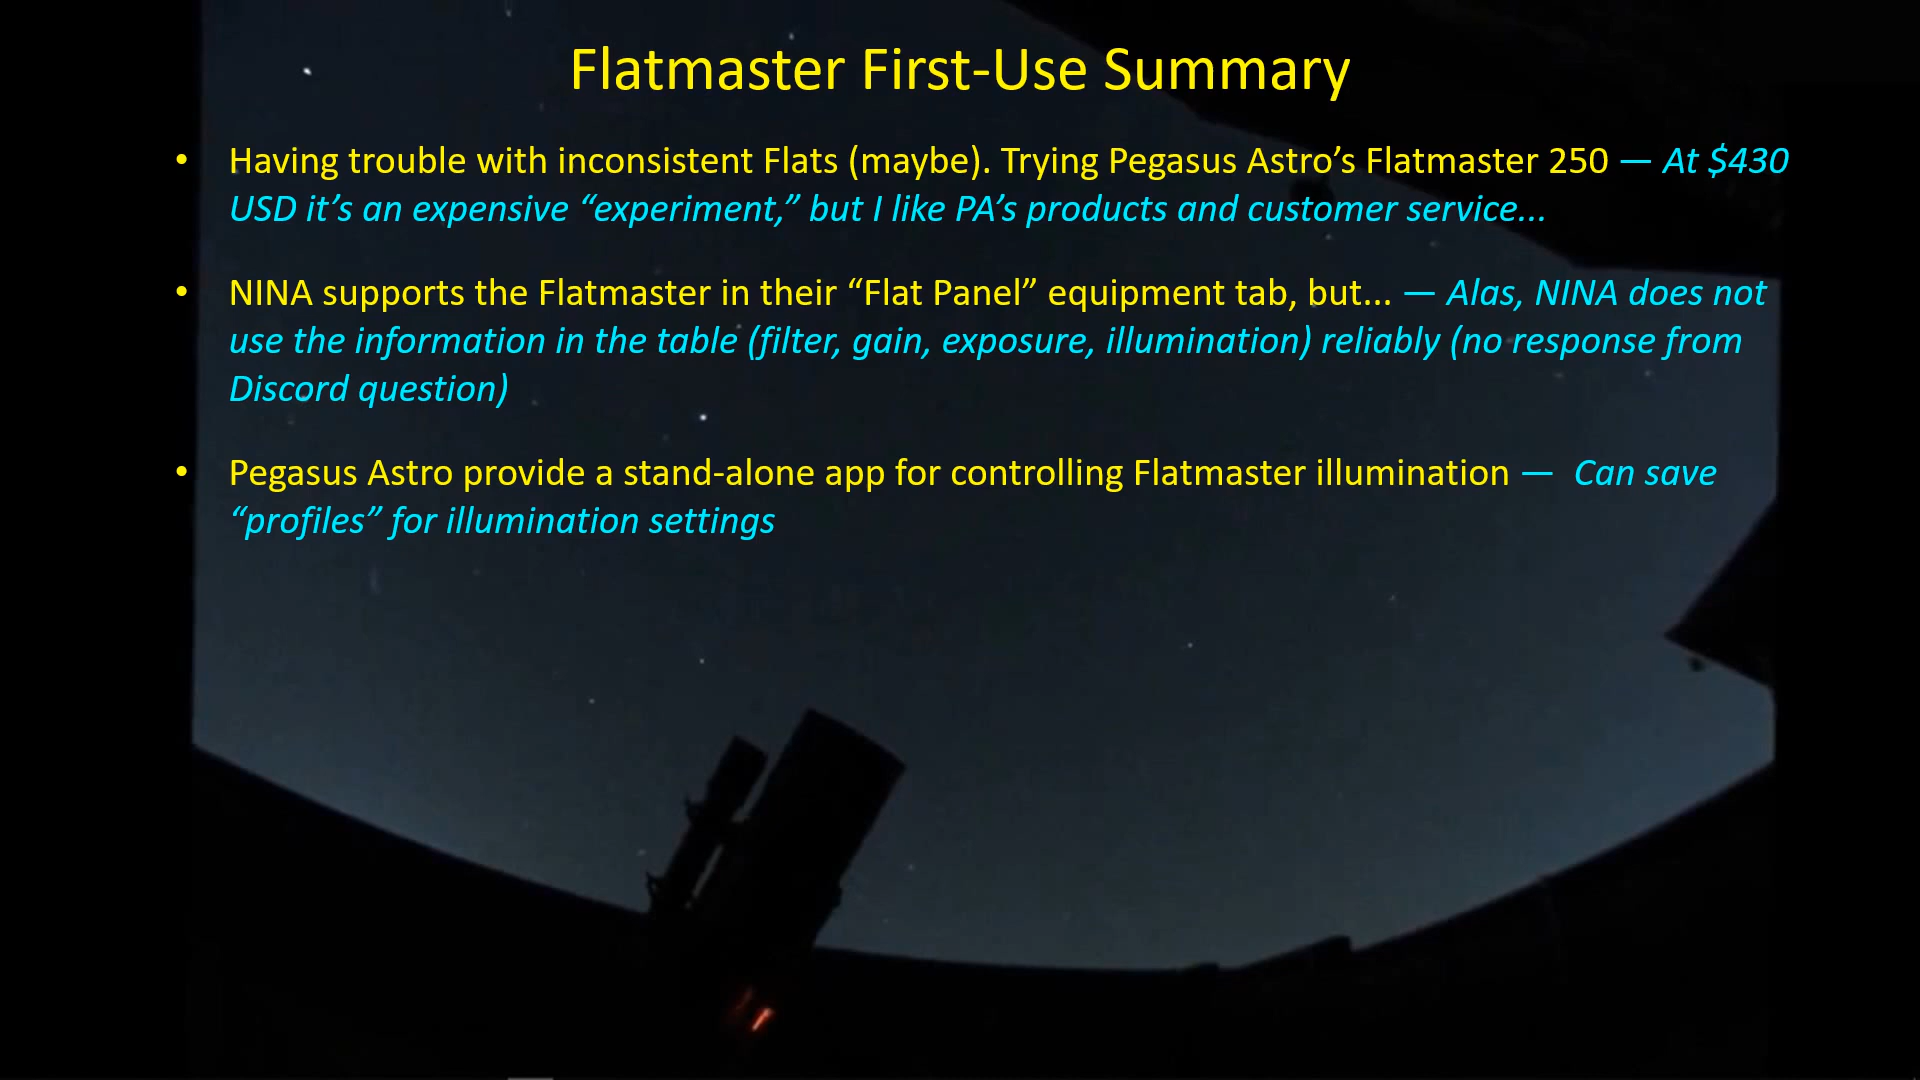 Flatmaster First-Use Summary
• Having trouble with inconsistent Flats (maybe). Trying Pegasus Astro’s Flatmaster 250 — At $430
USD it’s an expensive “experiment,” but I like PA’s products and customer service...
• NINA supports the Flatmaster in their “Flat Panel” equipment tab, but... — Alas, NINA does not
use the information in the table (filter, gain, exposure, illumination) reliably (no response from
Discord question)
• Pegasus Astro provide a stand-alone app for controlling Flatmaster illumination — Can save
“profiles” for illumination settings